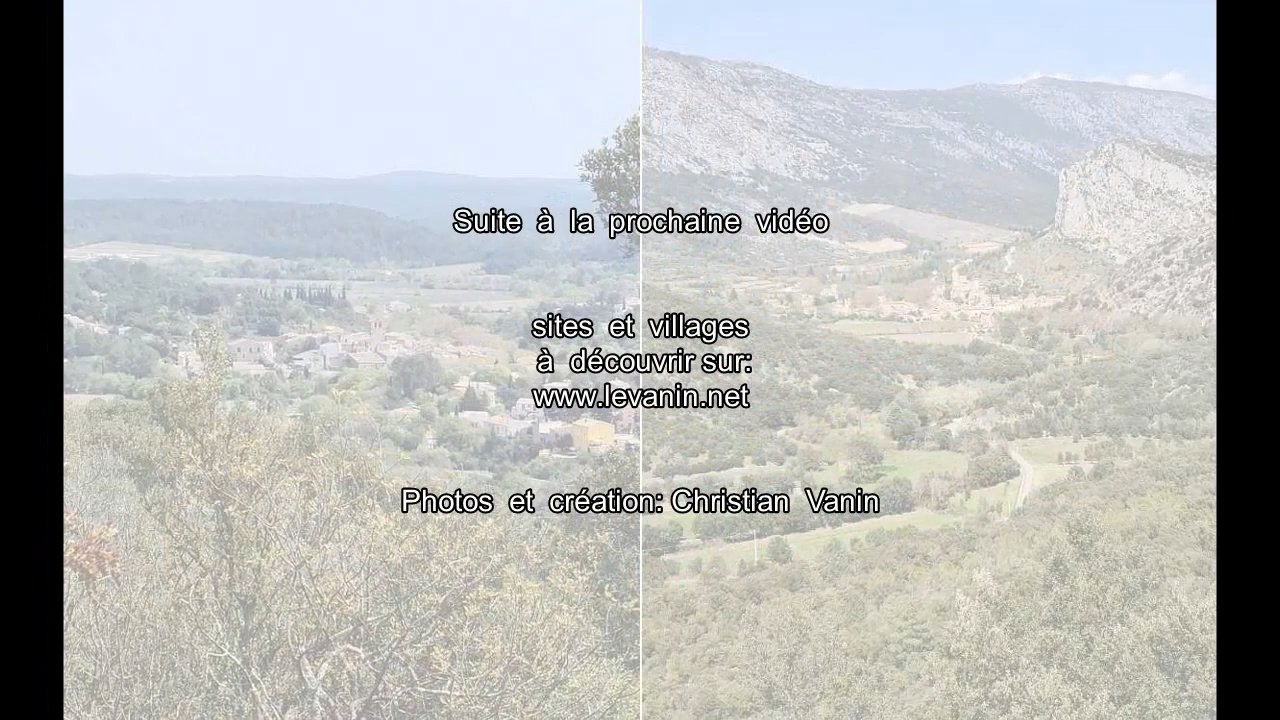 Suite à la prochaine vidéo
sites et villages
à découvrir sur:
www.levanin.net
Photos et création: Christian Vanin